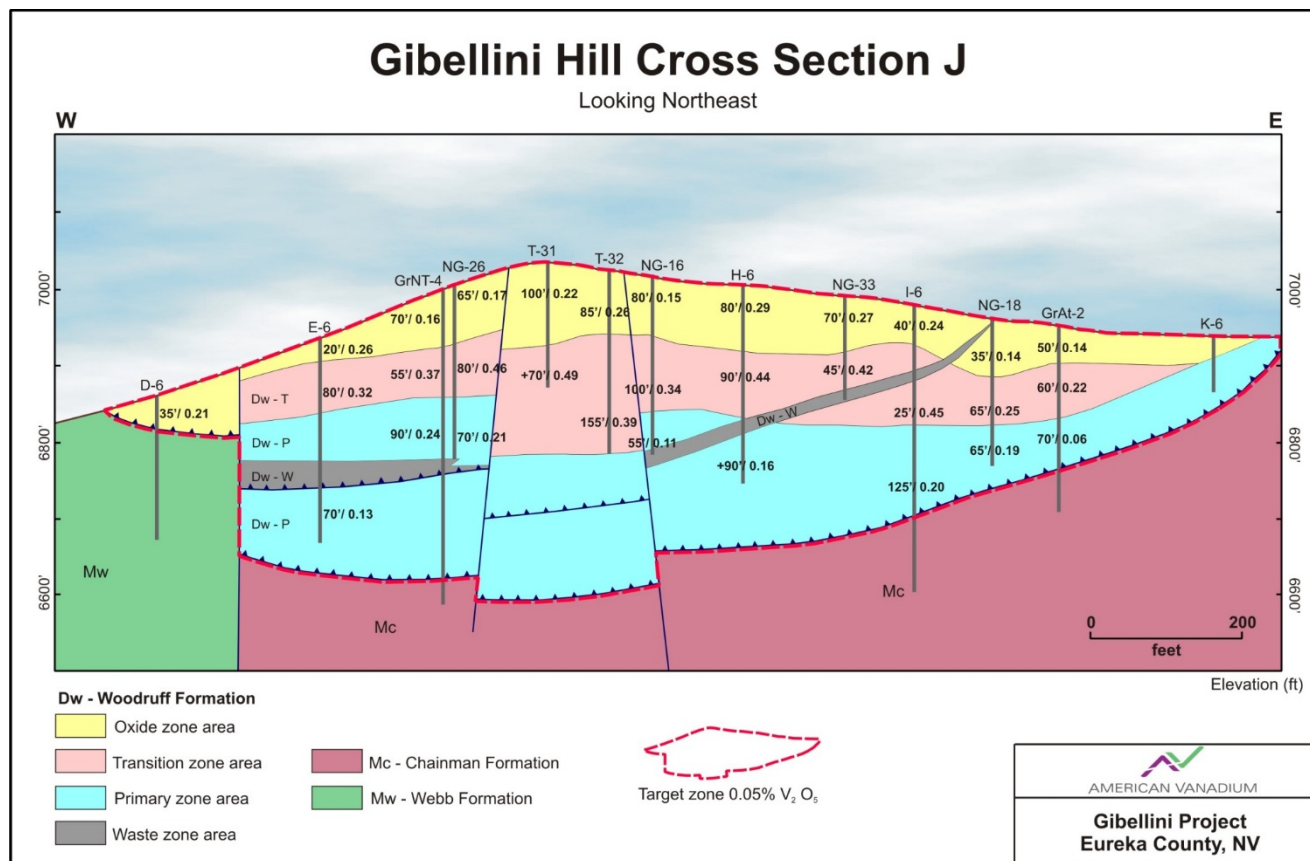 Gibellini Hill Cross Section J
Looking Northeast
W
E
T-31
NG-26
T-32
NG-16
GrNT-4
H-6
NG-33
I-6
NG-18
GrAt-2
K-6
E-6
D-6
7000'
6800'
6600'
7000'
6800'
6600'
65'/ 0.17
100'/ 0.22
80'/ 0.15
80'/ 0.29
85'/ 0.26
70'/ 0.16
70'/ 0.27
40'/ 0.24
20'/ 0.26
35'/ 0.14
50'/ 0.14
55'/ 0.37
80'/ 0.46
+70'/ 0.49
90'/ 0.44
45'/ 0.42
Dw - T
80'/ 0.32
100'/ 0.34
60'/ 0.22
35'/ 0.21
25'/ 0.45
65'/ 0.25
155'/ 0.39
Dw - W
90'/ 0.24
70'/ 0.21
55'/ 0.11
Dw - P
65'/ 0.19
70'/ 0.06
+90'/ 0.16
Dw - W
125'/ 0.20
Dw - P
70'/ 0.13
Mw
Mc
Mc
0
200
feet
Elevation (ft)
Dw - Woodruff Formation
Oxide zone area
Transition zone area
Primary zone area
Waste zone area
Mc - Chainman Formation
Mw - Webb Formation
Target zone 0.05% V₂ O₅
AMERICAN VANADIUM
Gibellini Project
Eureka County, NV